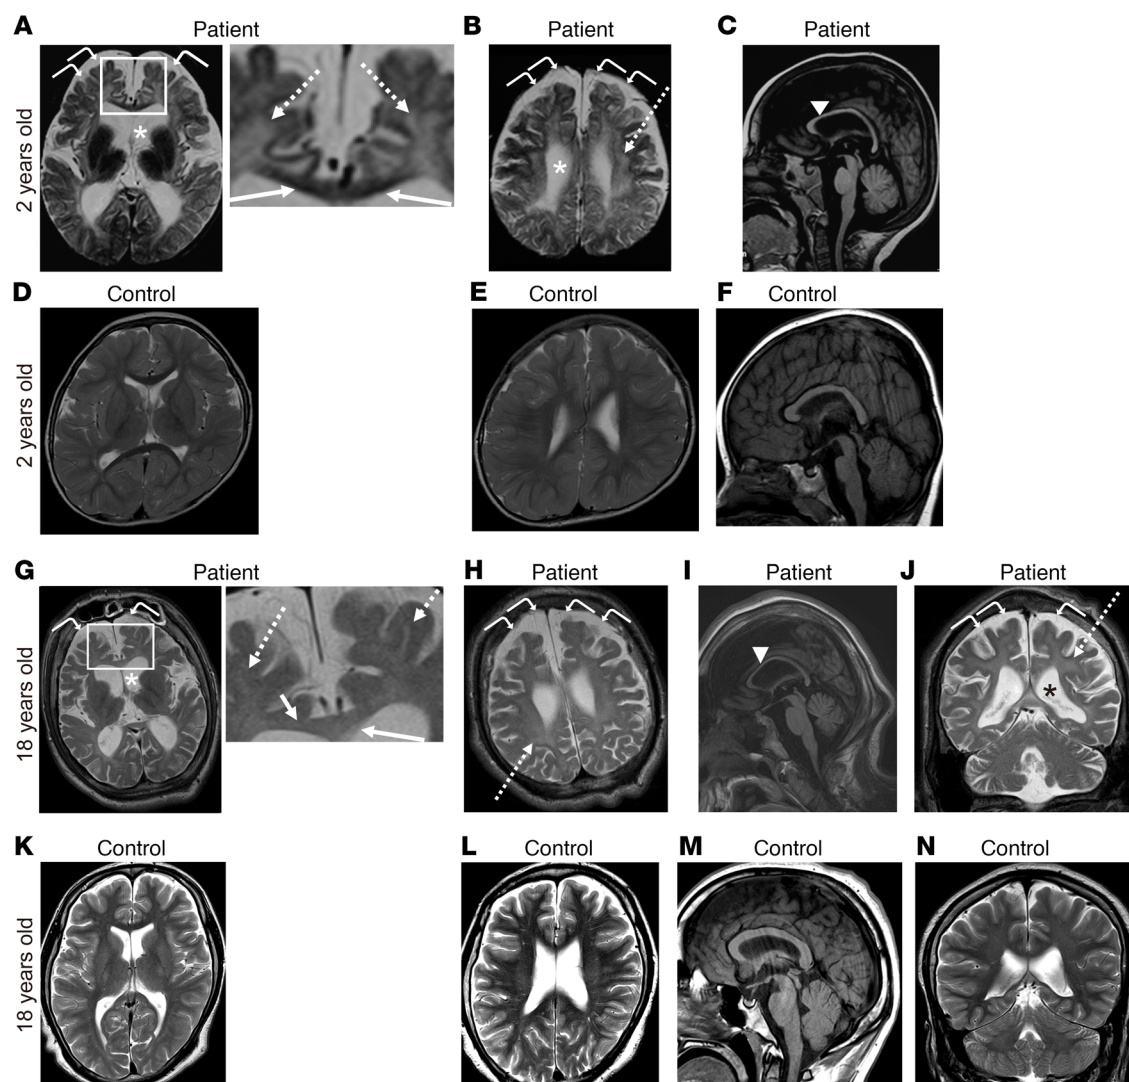 A Patient B Patient C Patient
2 years old
*
*
D Control E Control F Control
2 years old
G Patient H Patient I Patient J Patient
18 years old
*
*
K Control L Control M Control N Control
18 years old